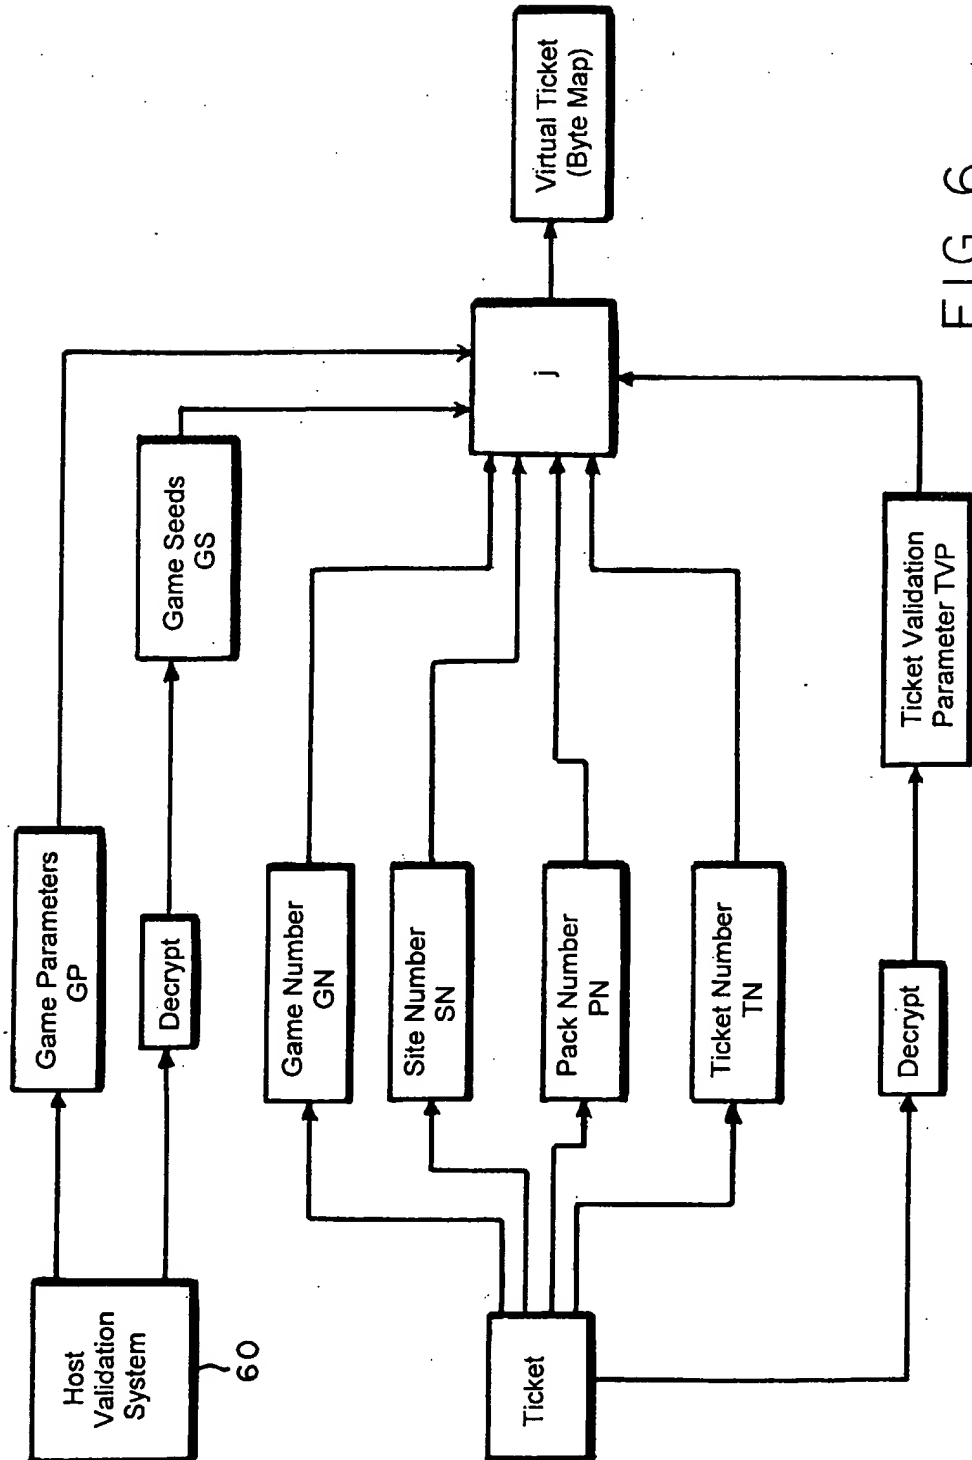 Host
Validation
System
60
Game Parameters
GP
Decrypt
Game Seeds
GS
Game Number
GN
Site Number
SN
Pack Number
PN
Ticket Number
TN
Ticket
Decrypt
Ticket Validation
Parameter TVP
j
Virtual Ticket
(Byte Map)
FIG 6